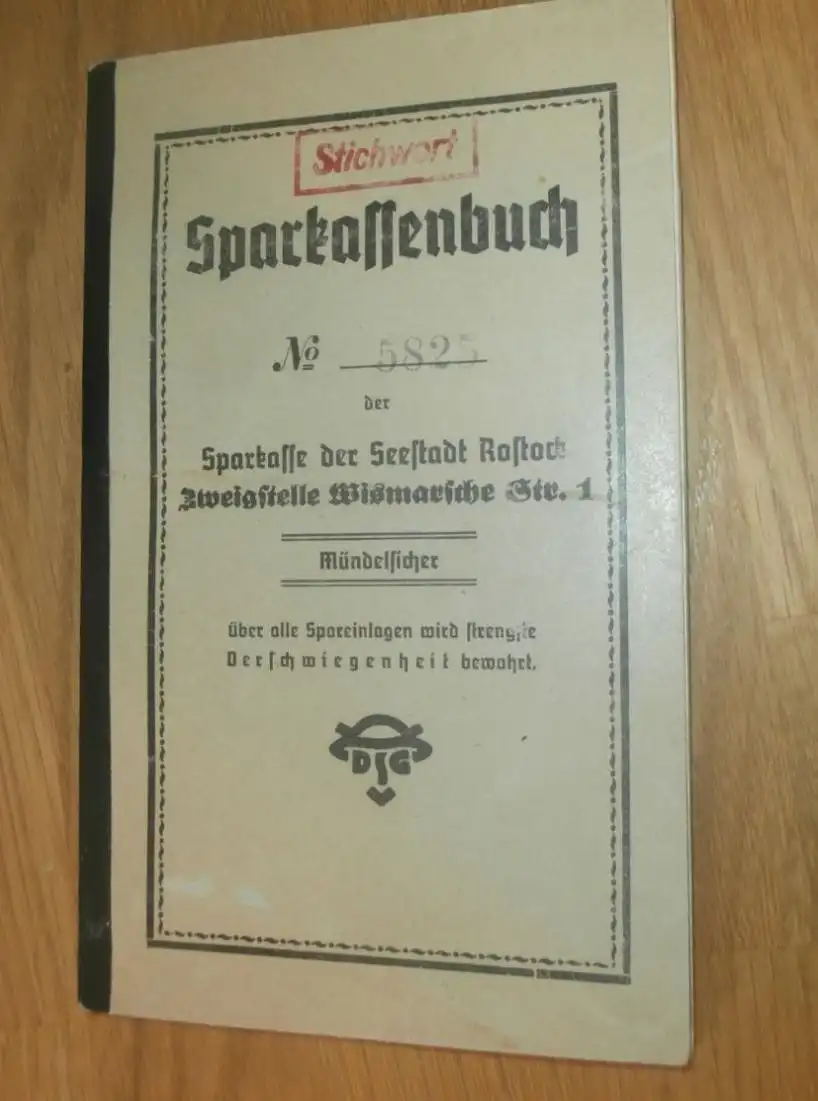 Stichwort
Sparkaſſenbuch
№ 5825
der
Sparkaſſe der Seeſtadt Roſtock
Zweigſtelle Wismarſche Str. 1
Mündelſicher
über alle Spareinlagen wird ſtrengſte
Verſchwiegenheit bewahrt.
DSG